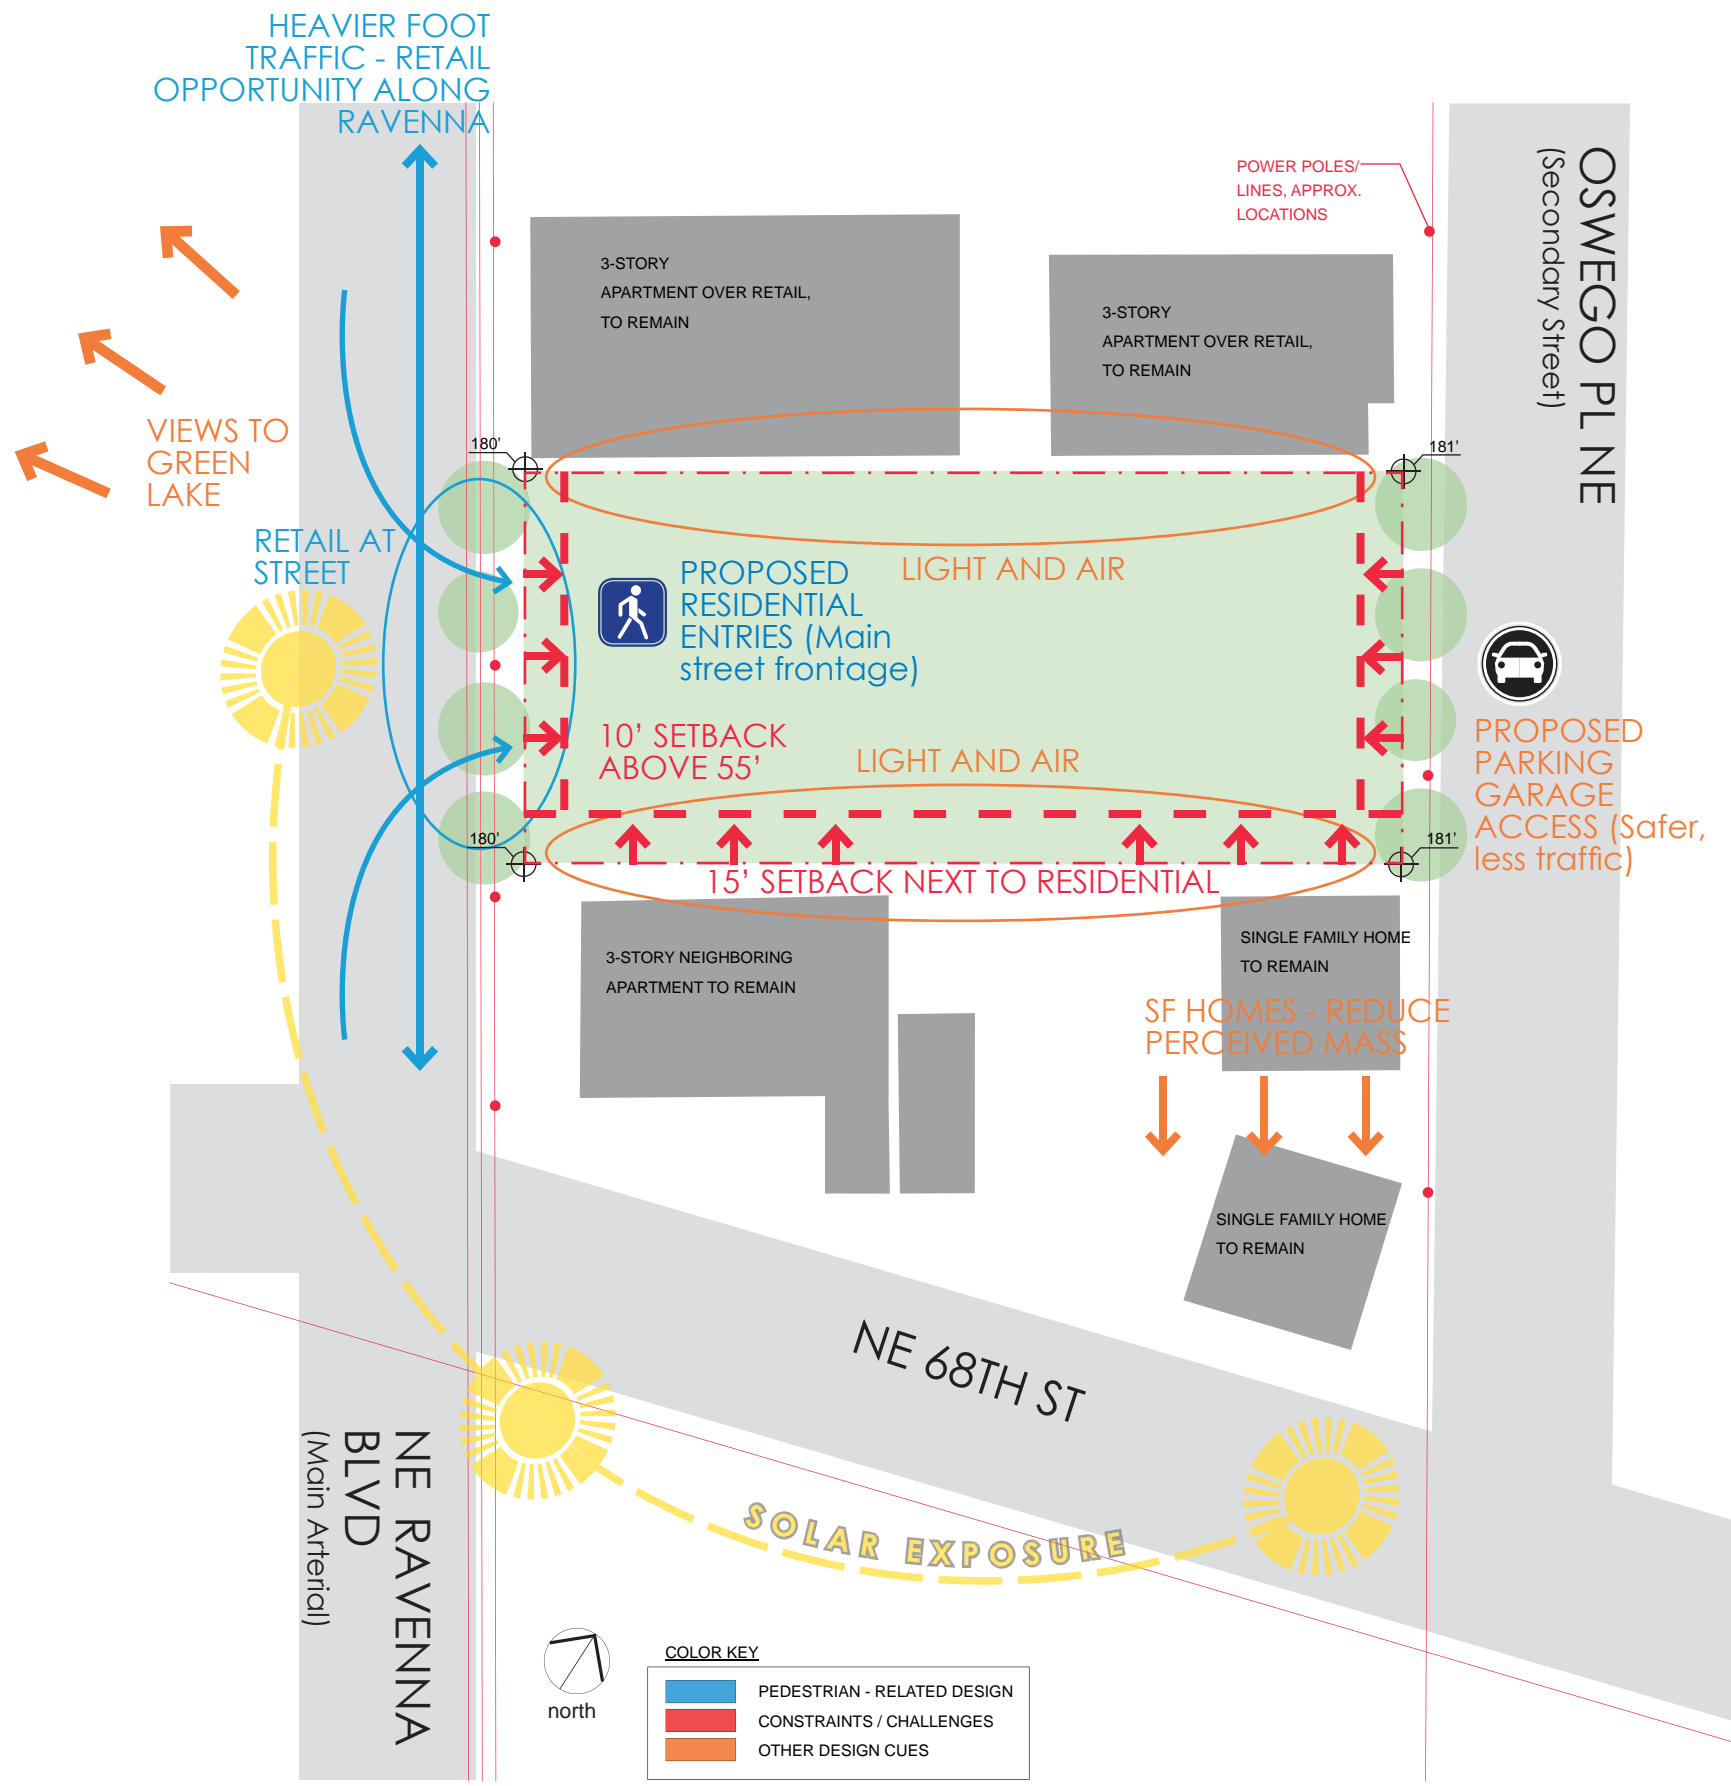 HEAVIER FOOT
TRAFFIC - RETAIL
OPPORTUNITY ALONG
RAVENNA
POWER POLES/
LINES, APPROX.
LOCATIONS
OSWEGO PL NE
(Secondary Street)
3-STORY
APARTMENT OVER RETAIL,
TO REMAIN
3-STORY
APARTMENT OVER RETAIL,
TO REMAIN
VIEWS TO
GREEN
LAKE
180'
181'
RETAIL AT
STREET
PROPOSED
RESIDENTIAL
ENTRIES (Main
street frontage)
LIGHT AND AIR
10' SETBACK
ABOVE 55'
LIGHT AND AIR
PROPOSED
PARKING
GARAGE
ACCESS (Safer,
less traffic)
180'
181'
15' SETBACK NEXT TO RESIDENTIAL
3-STORY NEIGHBORING
APARTMENT TO REMAIN
SINGLE FAMILY HOME
TO REMAIN
SF HOMES - REDUCE
PERCEIVED MASS
SINGLE FAMILY HOME
TO REMAIN
NE 68TH ST
NE RAVENNA
BLVD
(Main Arterial)
SOLAR EXPOSURE
north
COLOR KEY
PEDESTRIAN - RELATED DESIGN
CONSTRAINTS / CHALLENGES
OTHER DESIGN CUES